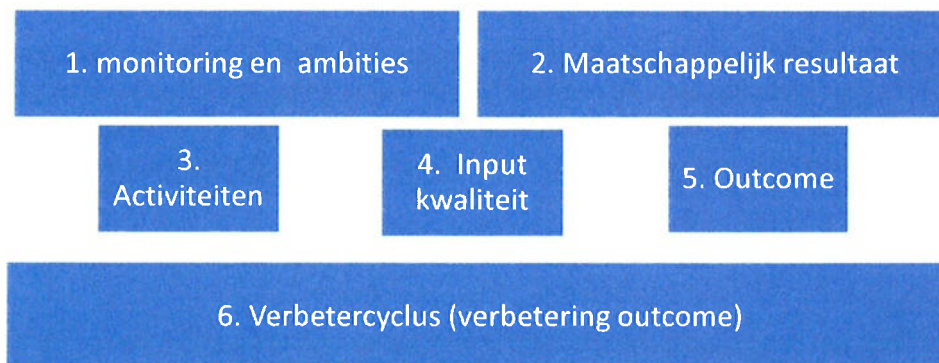 1. monitoring en ambities
2. Maatschappelijk resultaat
3.
Activiteiten
4. Input
kwaliteit
5. Outcome
6. Verbetercyclus (verbetering outcome)